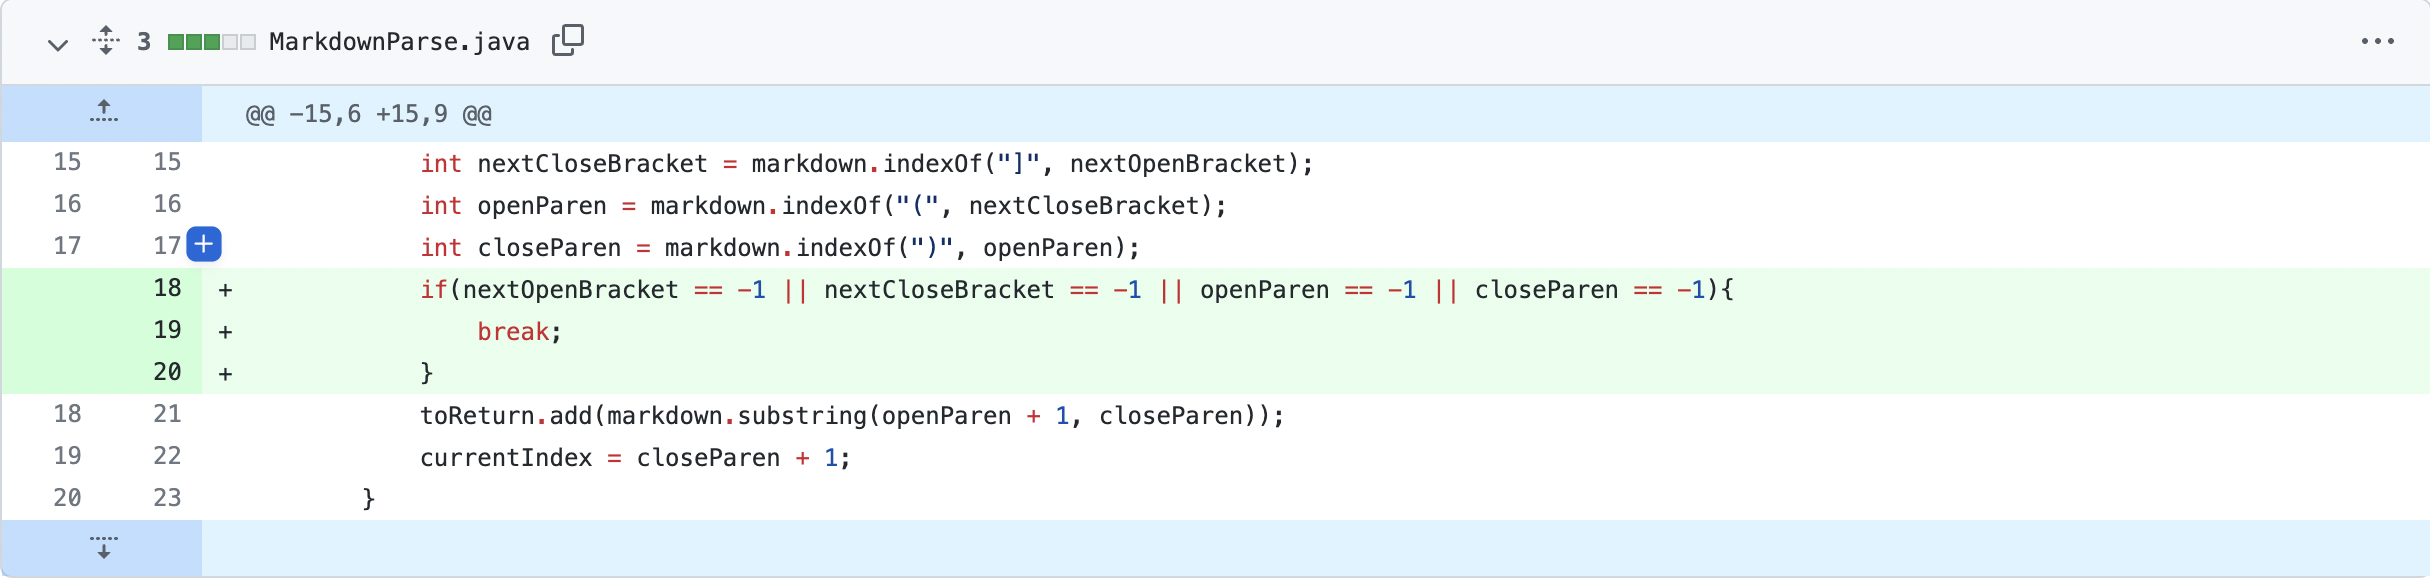 3 MarkdownParse.java
@@ -15,6 +15,9 @@
15 15 int nextCloseBracket = markdown.indexOf("]", nextOpenBracket);
16 16 int openParen = markdown.indexOf("(", nextCloseBracket);
17 17 int closeParen = markdown.indexOf(")", openParen);
18 + if(nextOpenBracket == -1 || nextCloseBracket == -1 || openParen == -1 || closeParen == -1){
19 + break;
20 + }
18 21 toReturn.add(markdown.substring(openParen + 1, closeParen));
19 22 currentIndex = closeParen + 1;
20 23 }